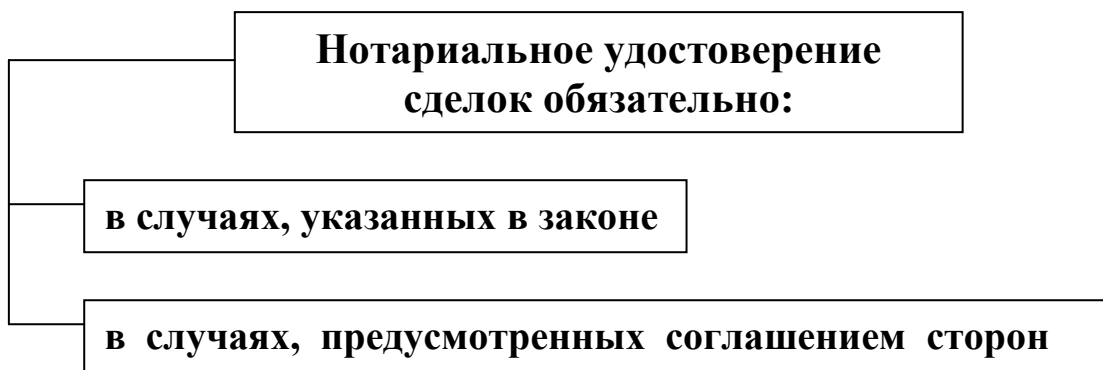 Нотариальное удостоверение
сделок обязательно:
в случаях, указанных в законе
в случаях, предусмотренных соглашением сторон